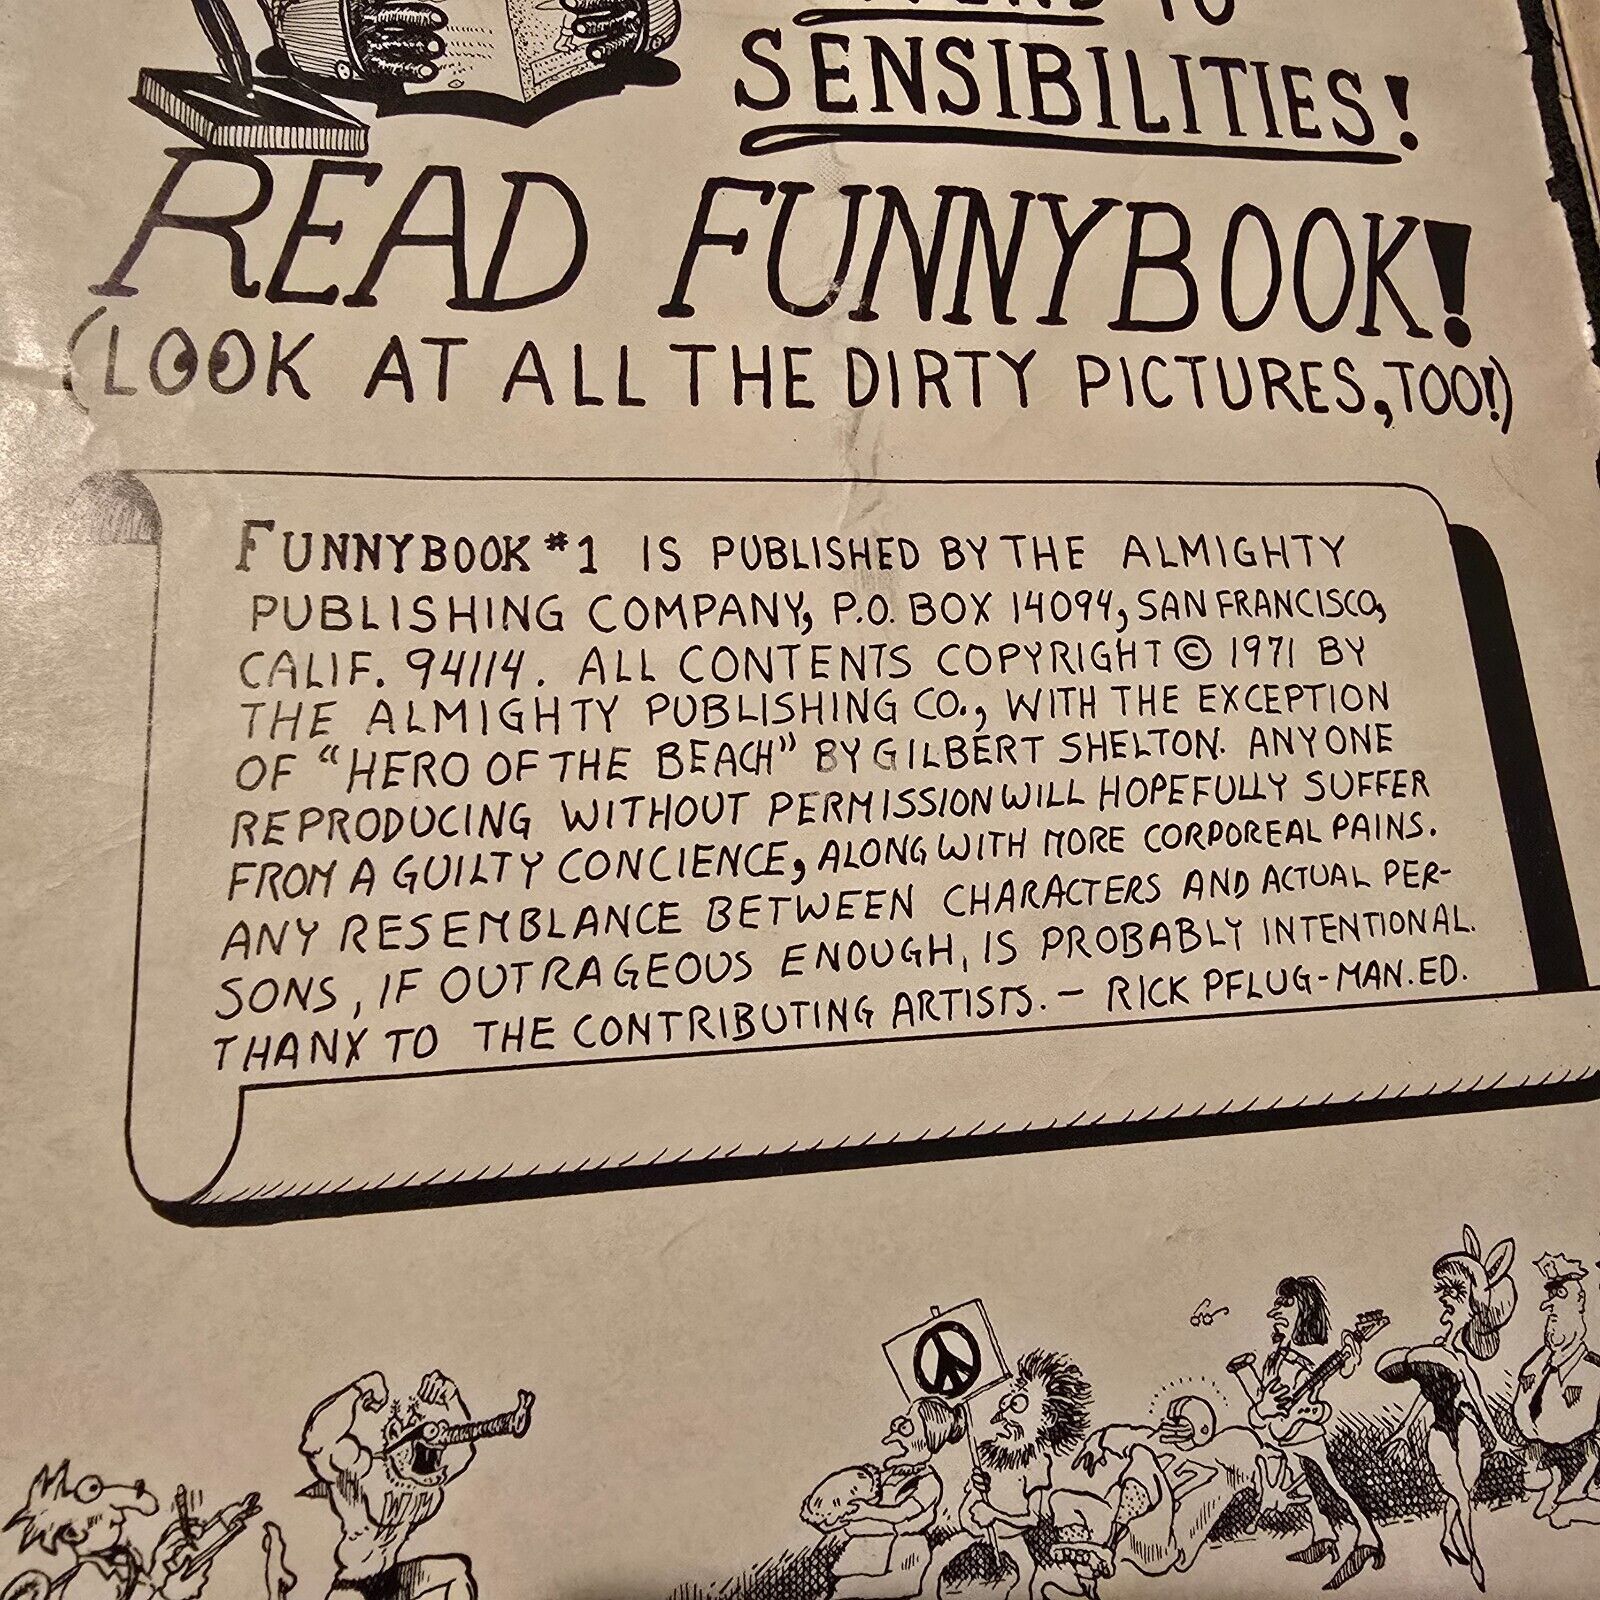 TO
SENSIBILITIES!
READ FUNNYBOOK!
(LOOK AT ALL THE DIRTY PICTURES, TOO!)
FUNNYBOOK #1 IS PUBLISHED BY THE ALMIGHTY
PUBLISHING COMPANY, P.O. BOX 14094, SAN FRANCISCO,
CALIF. 94114. ALL CONTENTS COPYRIGHT © 1971 BY
THE ALMIGHTY PUBLISHING CO., WITH THE EXCEPTION
OF "HERO OF THE BEACH" BY GILBERT SHELTON. ANYONE
REPRODUCING WITHOUT PERMISSION WILL HOPEFULLY SUFFER
FROM A GUILTY CONCIENCE, ALONG WITH MORE CORPOREAL PAINS.
ANY RESEMBLANCE BETWEEN CHARACTERS AND ACTUAL PER-
SONS, IF OUTRAGEOUS ENOUGH, IS PROBABLY INTENTIONAL.
THANX TO THE CONTRIBUTING ARTISTS. - RICK PFLUG-MAN.ED.